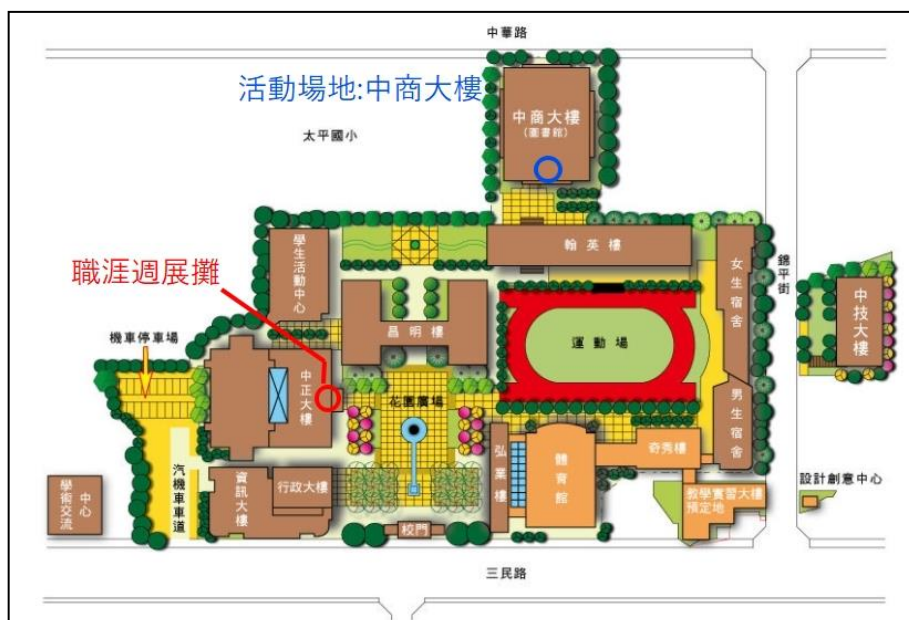 中華路
活動場地:中商大樓
中商大樓
(圖書館)
太平國小
翰英樓
學生活動中心
女生宿舍
錦平街
職涯週展攤
中技大樓
機車停車場
昌明樓
運動場
中正大樓
花園廣場
男生宿舍
弘業樓
體育館
奇秀樓
學術交流中心
汽機車車道
資訊大樓
行政大樓
教學實習大樓
預定地
設計創意中心
校門
三民路